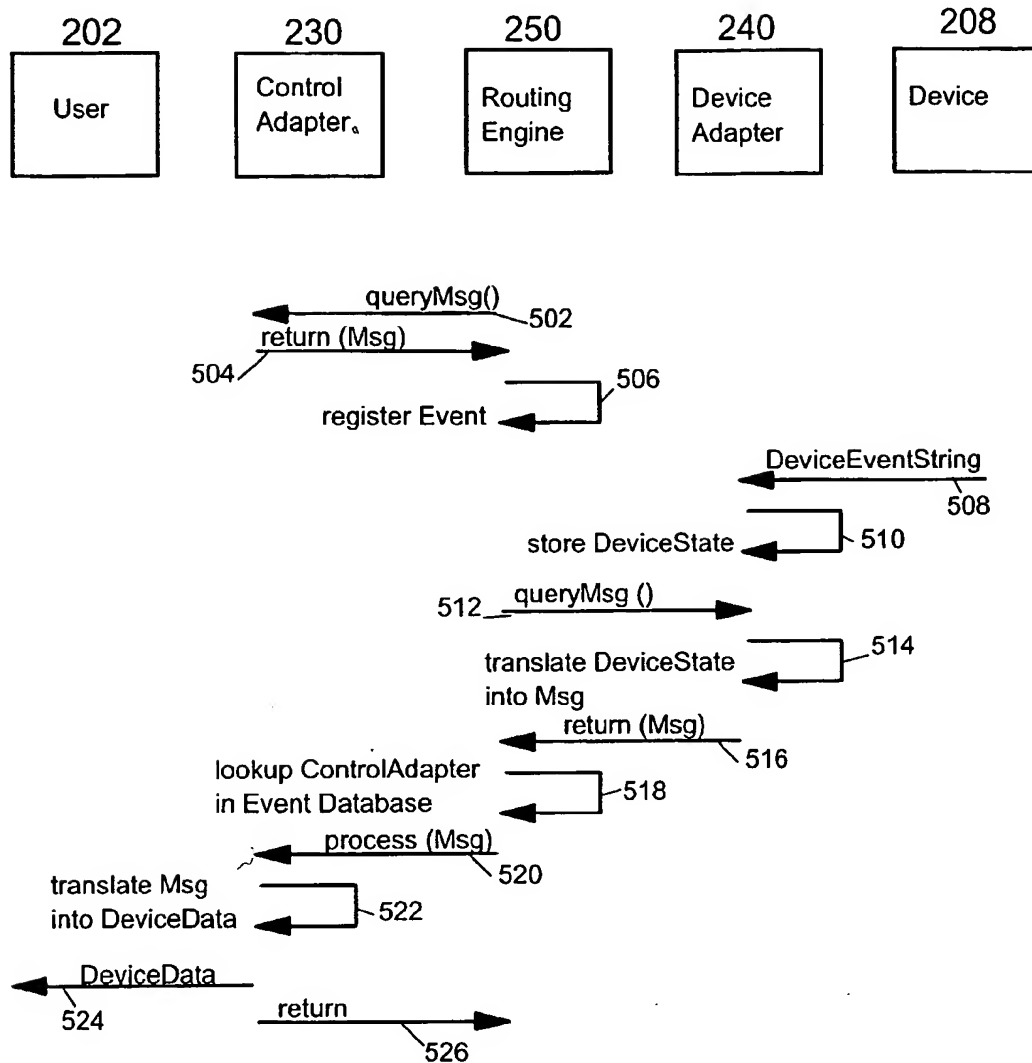 202 230 250 240 208
User Control Adapter Routing Engine Device Adapter Device
queryMsg()
502
return (Msg)
504
506
register Event
DeviceEventString
508
510
store DeviceState
queryMsg ()
512
514
translate DeviceState
into Msg
return (Msg)
516
lookup ControlAdapter
in Event Database
518
process (Msg)
520
translate Msg
into DeviceData
522
DeviceData
524
return
526